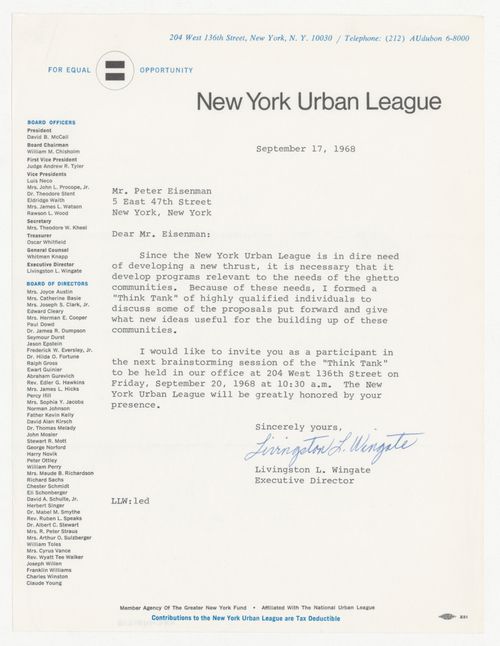 204 West 136th Street, New York, N. Y. 10030 / Telephone: (212) AUdubon 6-8000
FOR EQUAL OPPORTUNITY
New York Urban League
BOARD OFFICERS
President
David B. McCall
Board Chairman
William M. Chisholm
First Vice President
Judge Andrew R. Tyler
Vice Presidents
Luis Neco
Mrs. John L. Procope, Jr.
Dr. Theodore Stent
Eldridge Waith
Mrs. James L. Watson
Rawson L. Wood
Secretary
Mrs. Theodore W. Kheel
Treasurer
Oscar Whitfield
General Counsel
Whitman Knapp
Executive Director
Livingston L. Wingate
BOARD OF DIRECTORS
Mrs. Joyce Austin
Mrs. Catherine Basie
Mrs. Joseph S. Clark, Jr.
Edward Cleary
Mrs. Herman E. Cooper
Paul Dowd
Dr. James R. Dumpson
Seymour Durst
Jason Epstein
Frederick W. Eversley, Jr.
Dr. Hilda G. Fortune
Ralph Gross
Ewart Guinier
Abraham Gurevich
Rev. Edler G. Hawkins
Mrs. James L. Hicks
Percy Ifill
Mrs. Sophia Y. Jacobs
Norman Johnson
Father Kevin Kelly
David Alan Kirsch
Dr. Thomas Melady
John Mosler
Stewart R. Mott
George Norford
Harry Novik
Peter Ottley
William Perry
Mrs. Maude B. Richardson
Richard Sachs
Chester Schmidt
Eli Schonberger
David A. Schulte, Jr.
Herbert Singer
Dr. Mabel M. Smythe
Rev. Ruben L. Speaks
Dr. Albert C. Stewart
Mrs. R. Peter Straus
Mrs. Arthur O. Sulzberger
William Toles
Mrs. Cyrus Vance
Rev. Wyatt Tee Walker
Joseph Willen
Franklin Williams
Charles Winston
Claude Young
September 17, 1968
Mr. Peter Eisenman
5 East 47th Street
New York, New York
Dear Mr. Eisenman:
Since the New York Urban League is in dire need
of developing a new thrust, it is necessary that it
develop programs relevant to the needs of the ghetto
communities. Because of these needs, I formed a
"Think Tank" of highly qualified individuals to
discuss some of the proposals put forward and give
what new ideas useful for the building up of these
communities.
I would like to invite you as a participant in
the next brainstorming session of the "Think Tank"
to be held in our office at 204 West 136th Street on
Friday, September 20, 1968 at 10:30 a.m. The New
York Urban League will be greatly honored by your
presence.
Sincerely yours,
Livingston L. Wingate
Livingston L. Wingate
Executive Director
LLW:led
Member Agency Of The Greater New York Fund • Affiliated With The National Urban League
Contributions to the New York Urban League are Tax Deductible